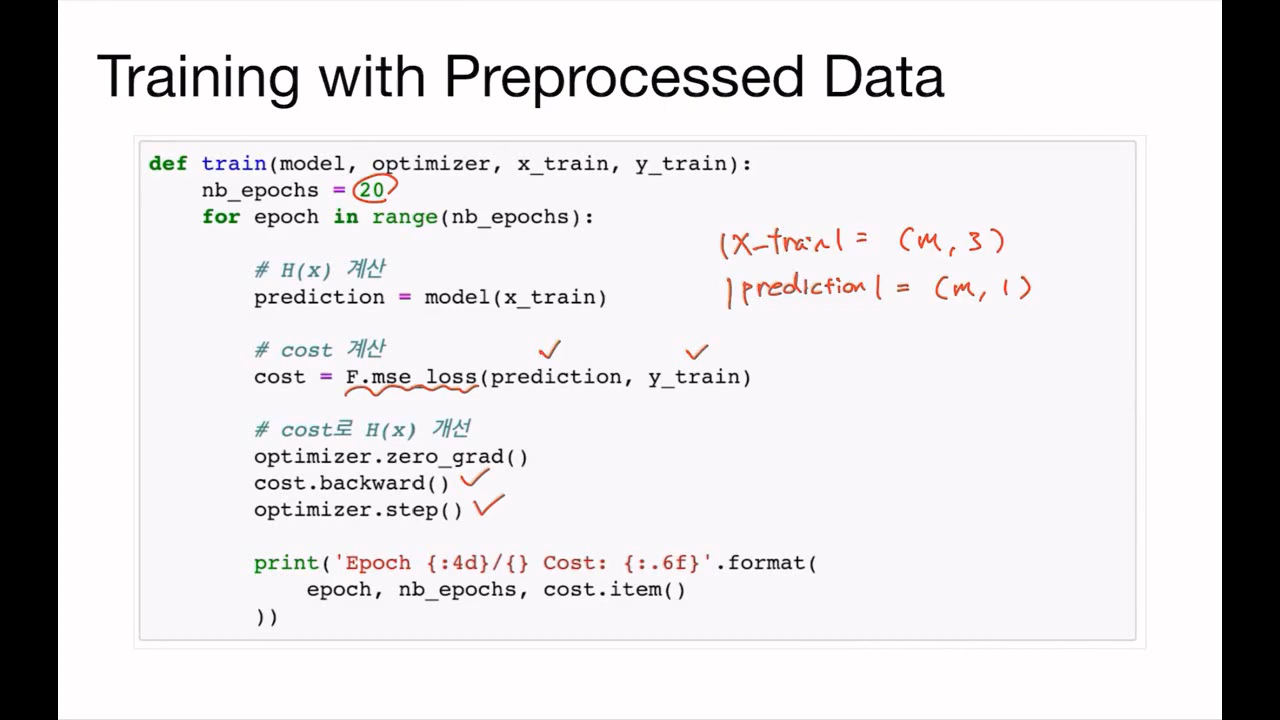 Training with Preprocessed Data
def train(model, optimizer, x_train, y_train):
nb_epochs = 20
for epoch in range(nb_epochs):
# H(x) 계산
prediction = model(x_train)
|x_train| = (m, 3)
|prediction| = (m, 1)
# cost 계산
cost = F.mse_loss(prediction, y_train)
# cost로 H(x) 개선
optimizer.zero_grad()
cost.backward()
optimizer.step()
print('Epoch {:4d}/{} Cost: {:.6f}'.format(
epoch, nb_epochs, cost.item()
))